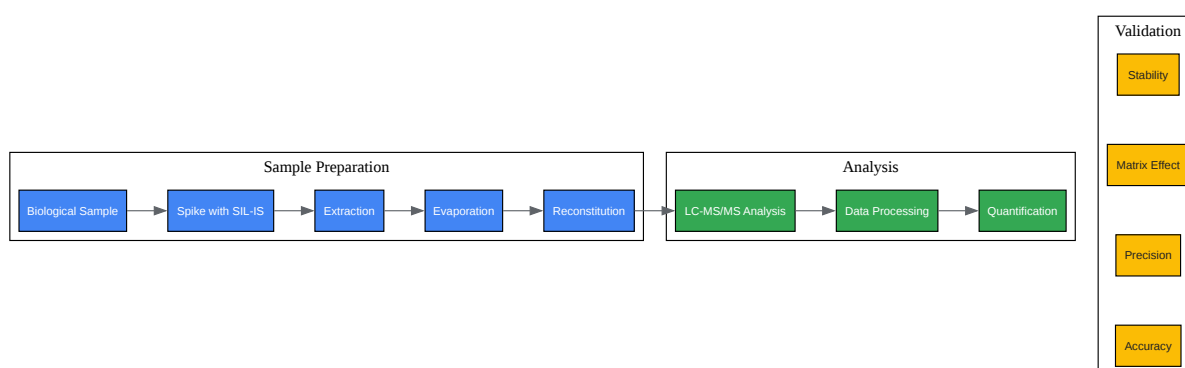 Sample Preparation
Biological Sample
Spike with SIL-IS
Extraction
Evaporation
Reconstitution
Analysis
LC-MS/MS Analysis
Data Processing
Quantification
Validation
Stability
Matrix Effect
Precision
Accuracy